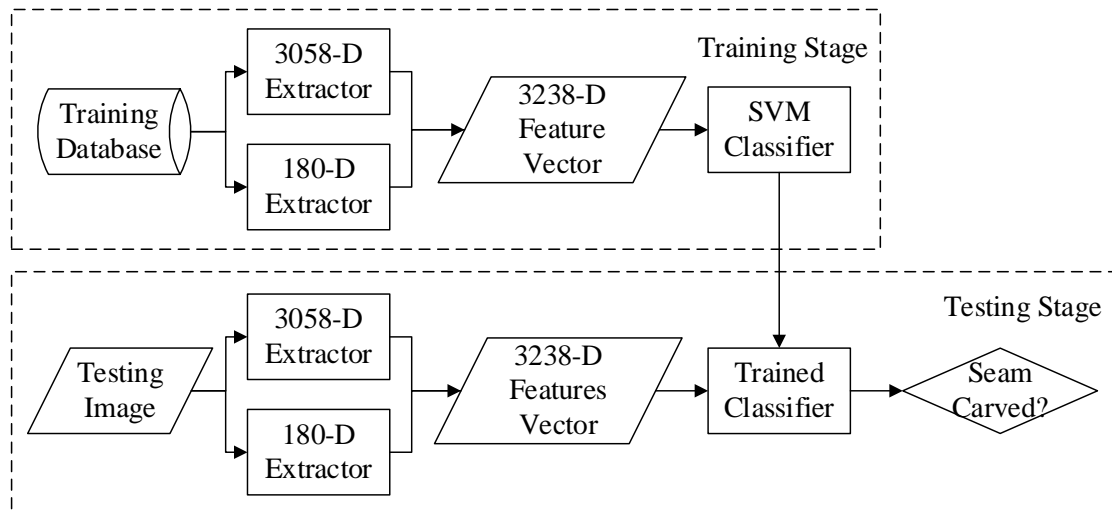 Training Stage
3058-D
Extractor
Training
Database
180-D
Extractor
3238-D
Feature
Vector
SVM
Classifier
Testing Stage
3058-D
Extractor
Testing
Image
180-D
Extractor
3238-D
Features
Vector
Trained
Classifier
Seam
Carved?